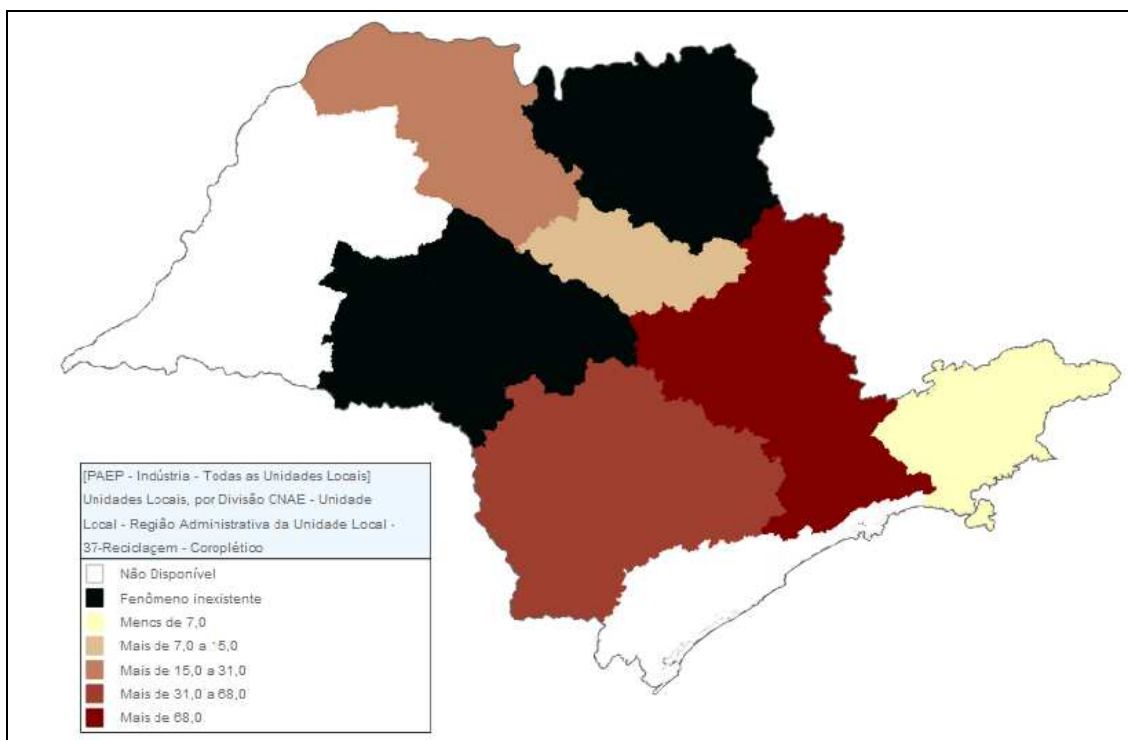 [PAEP - Indústria - Todas as Unidades Locais]
Unidades Locais, por Divisão CNAE - Unidade
Local - Região Administrativa da Unidade Local -
37-Reciclagem - Coroplético
Não Disponível
Fenômeno inexistente
Menos de 7,0
Mais de 7,0 a 15,0
Mais de 15,0 a 31,0
Mais de 31,0 a 68,0
Mais de 68,0